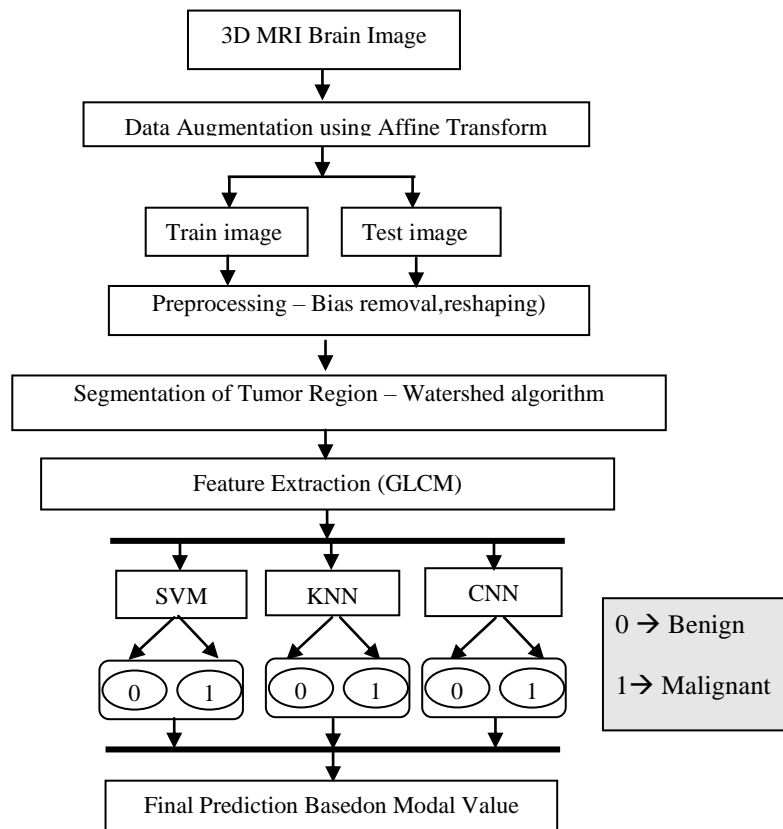 3D MRI Brain Image
Data Augmentation using Affine Transform
Train image
Test image
Preprocessing – Bias removal,reshaping)
Segmentation of Tumor Region – Watershed algorithm
Feature Extraction (GLCM)
SVM
KNN
CNN
0 1
0 1
0 1
0 → Benign
1→ Malignant
Final Prediction Basedon Modal Value